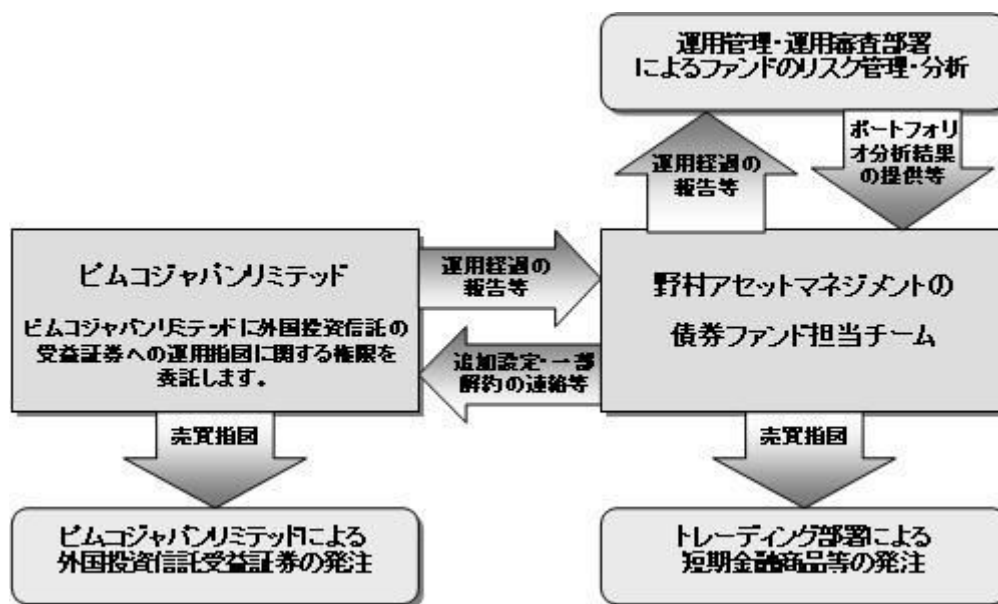 運用管理・運用審査部署
によるファンドのリスク管理・分析
運用経過の
報告等
ポートフォリ
オ分析結果
の提供等
ピムコジャパンリミテッド
ピムコジャパンリミテッドに外国投資信託の
受益証券への運用指図に関する権限を
委託します。
運用経過の
報告等
追加設定・一部
解約の連絡等
野村アセットマネジメントの
債券ファンド担当チーム
売買指図
売買指図
ピムコジャパンリミテッドによる
外国投資信託受益証券の発注
トレーディング部署による
短期金融商品等の発注